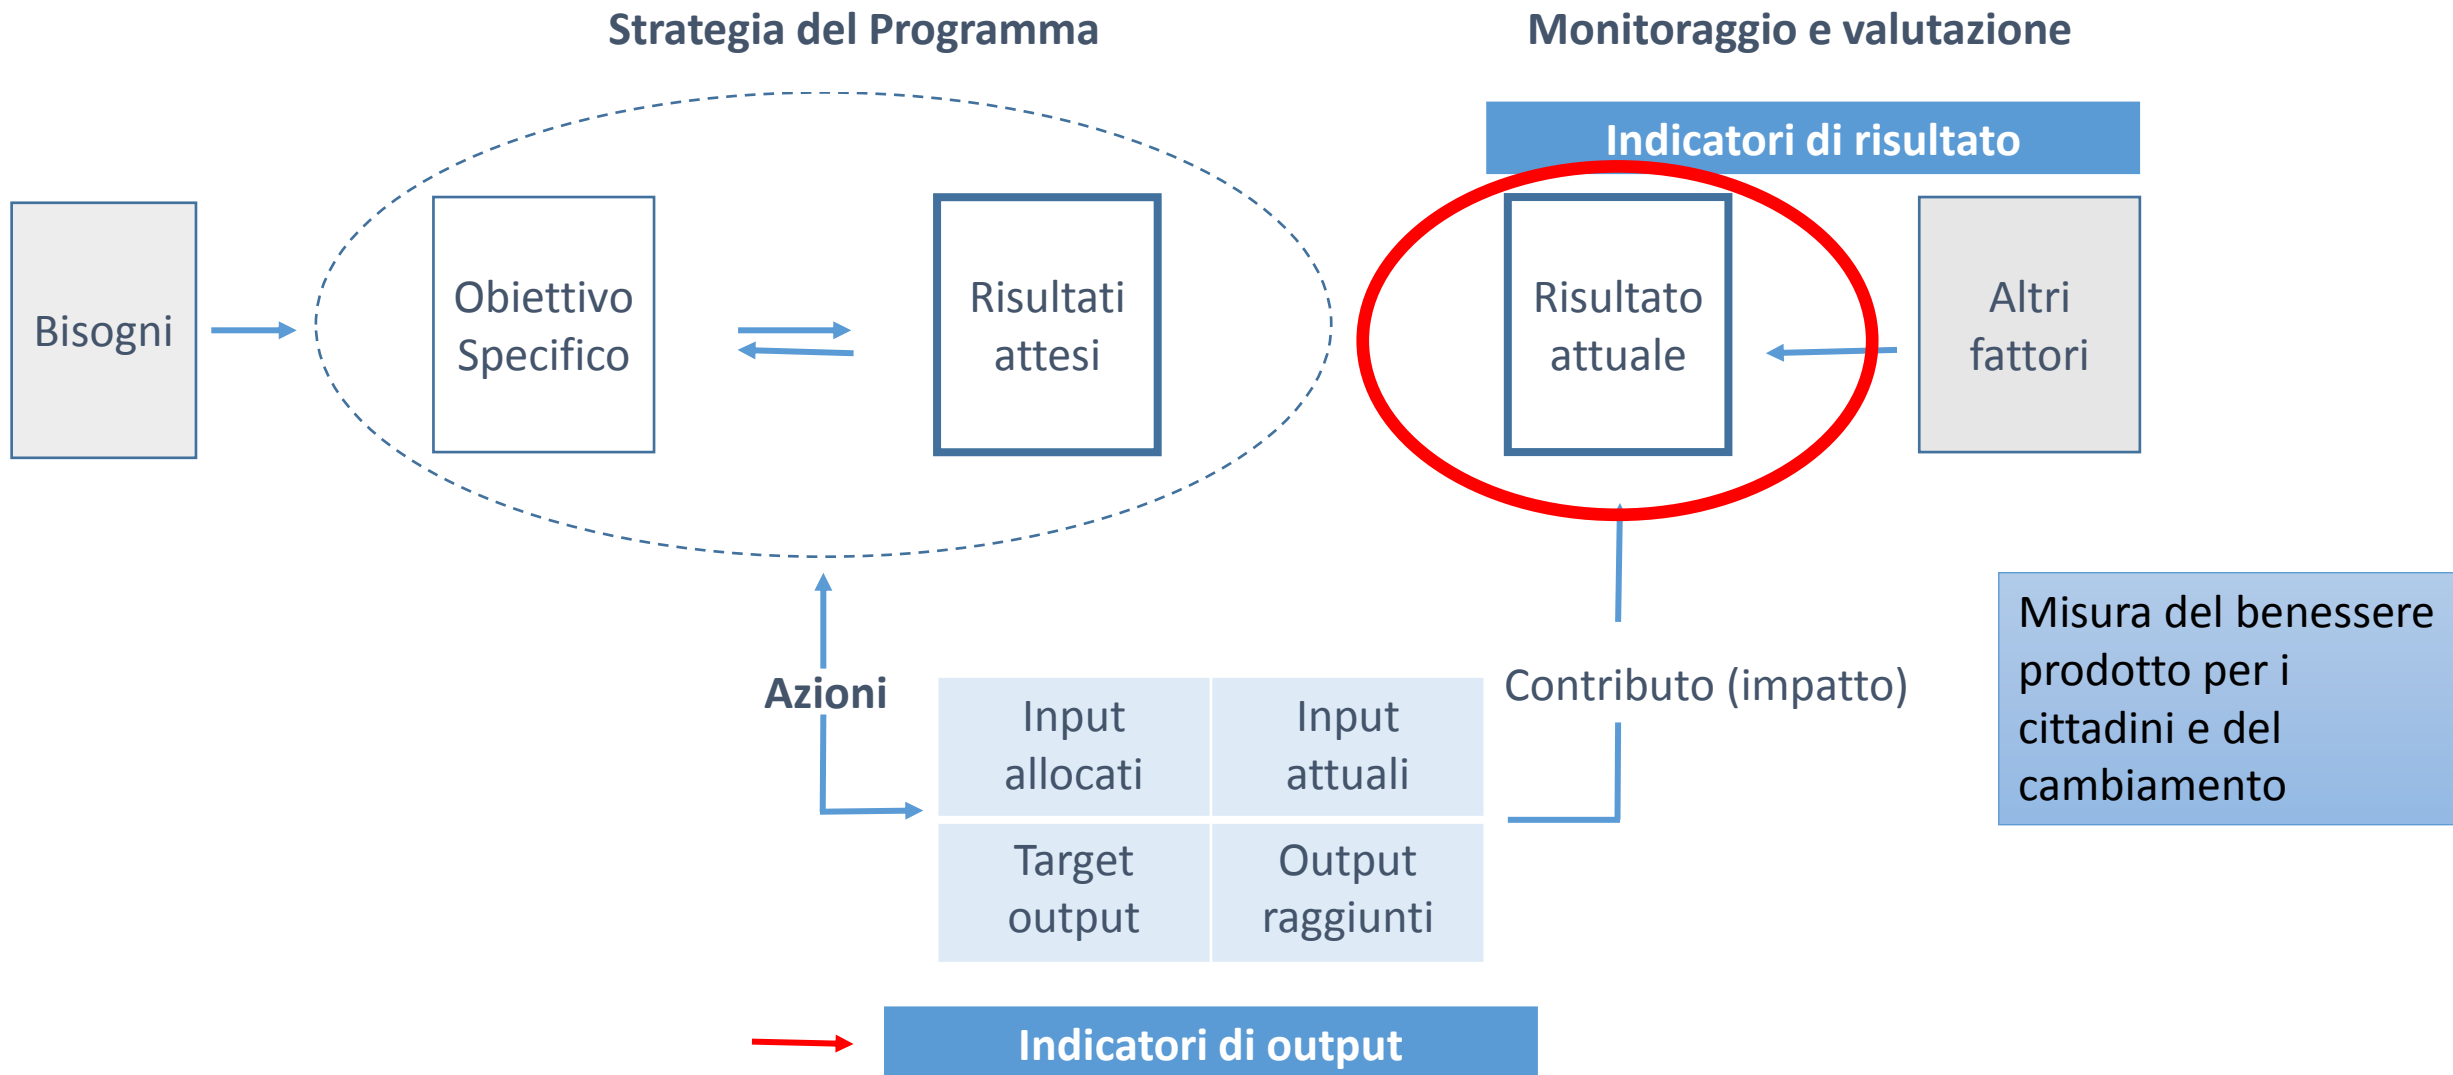 Strategia del Programma
Monitoraggio e valutazione
Indicatori di risultato
Bisogni
Obiettivo
Specifico
Risultati
attesi
Risultato
attuale
Altri
fattori
Azioni
Input
allocati
Input
attuali
Target
output
Output
raggiunti
Contributo (impatto)
Misura del benessere
prodotto per i
cittadini e del
cambiamento
Indicatori di output